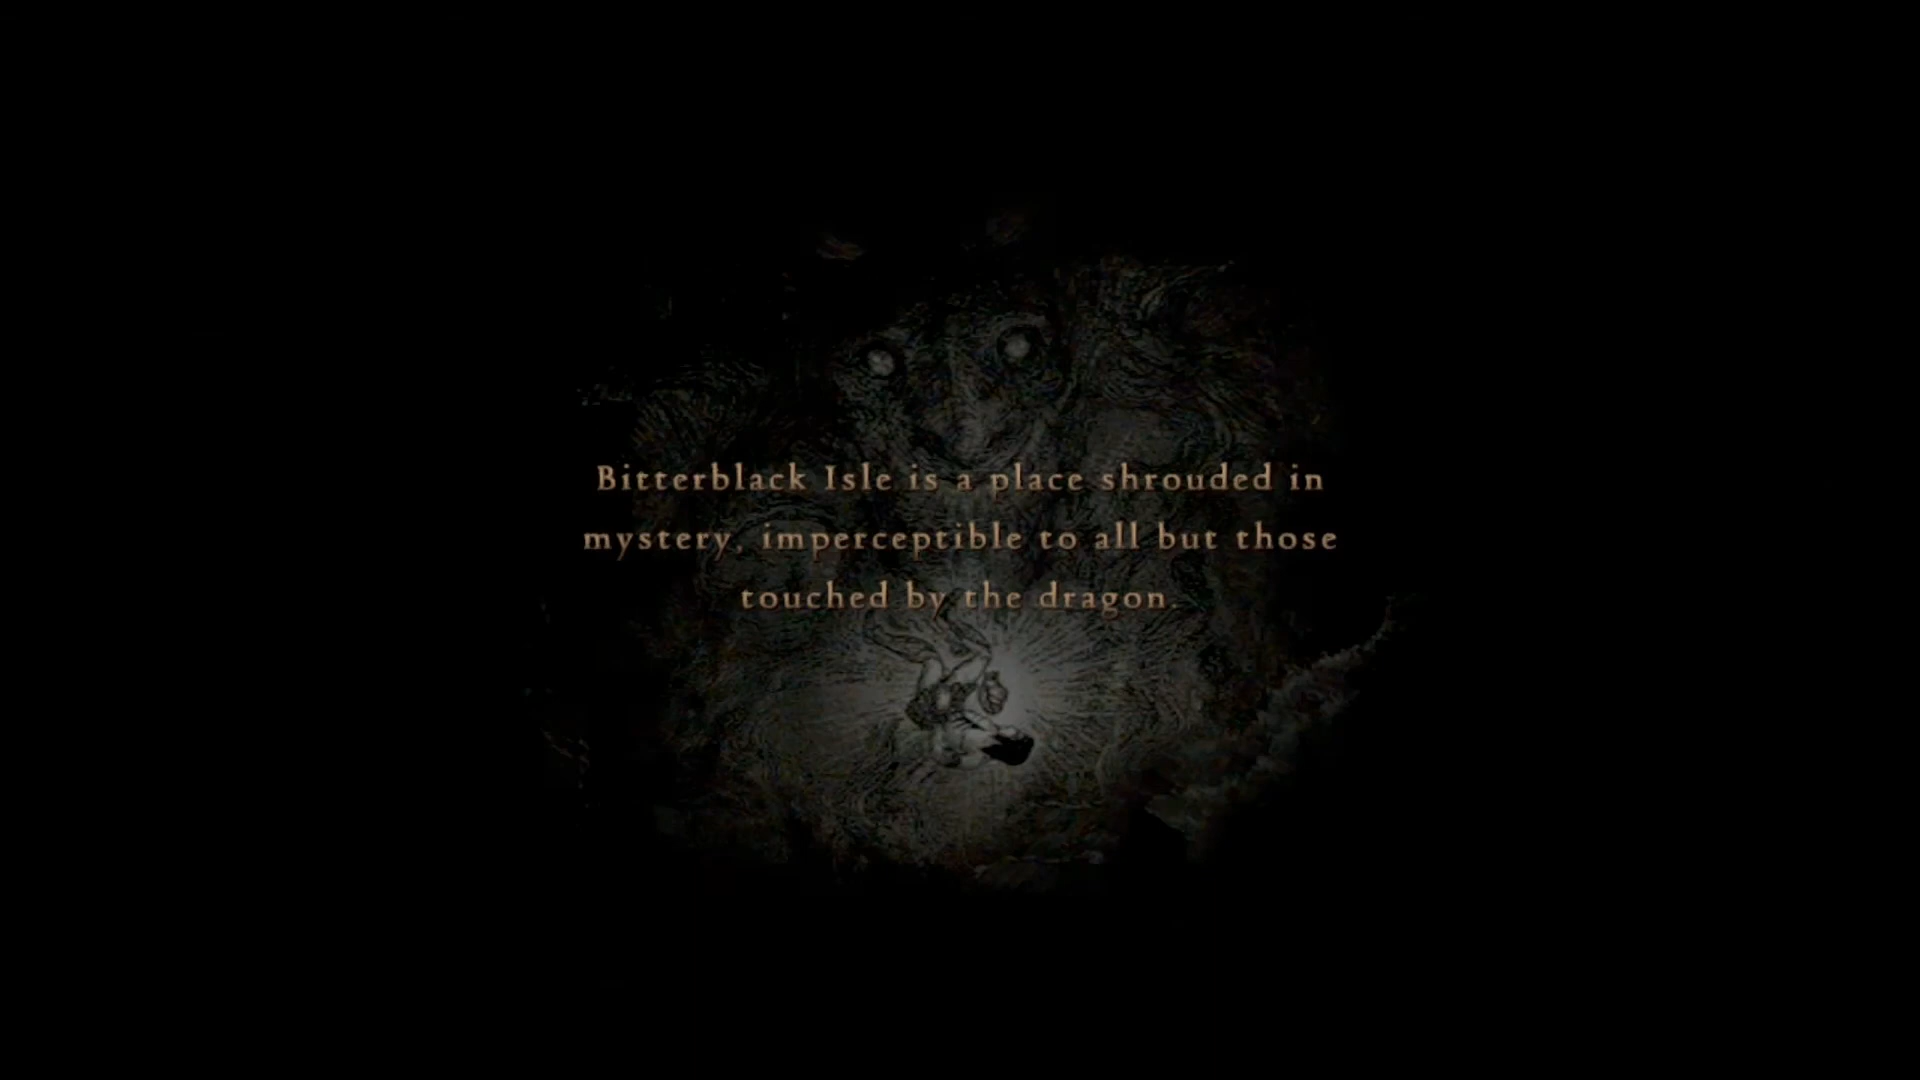 Bitterblack Isle is a place shrouded in
mystery, imperceptible to all but those
touched by the dragon.